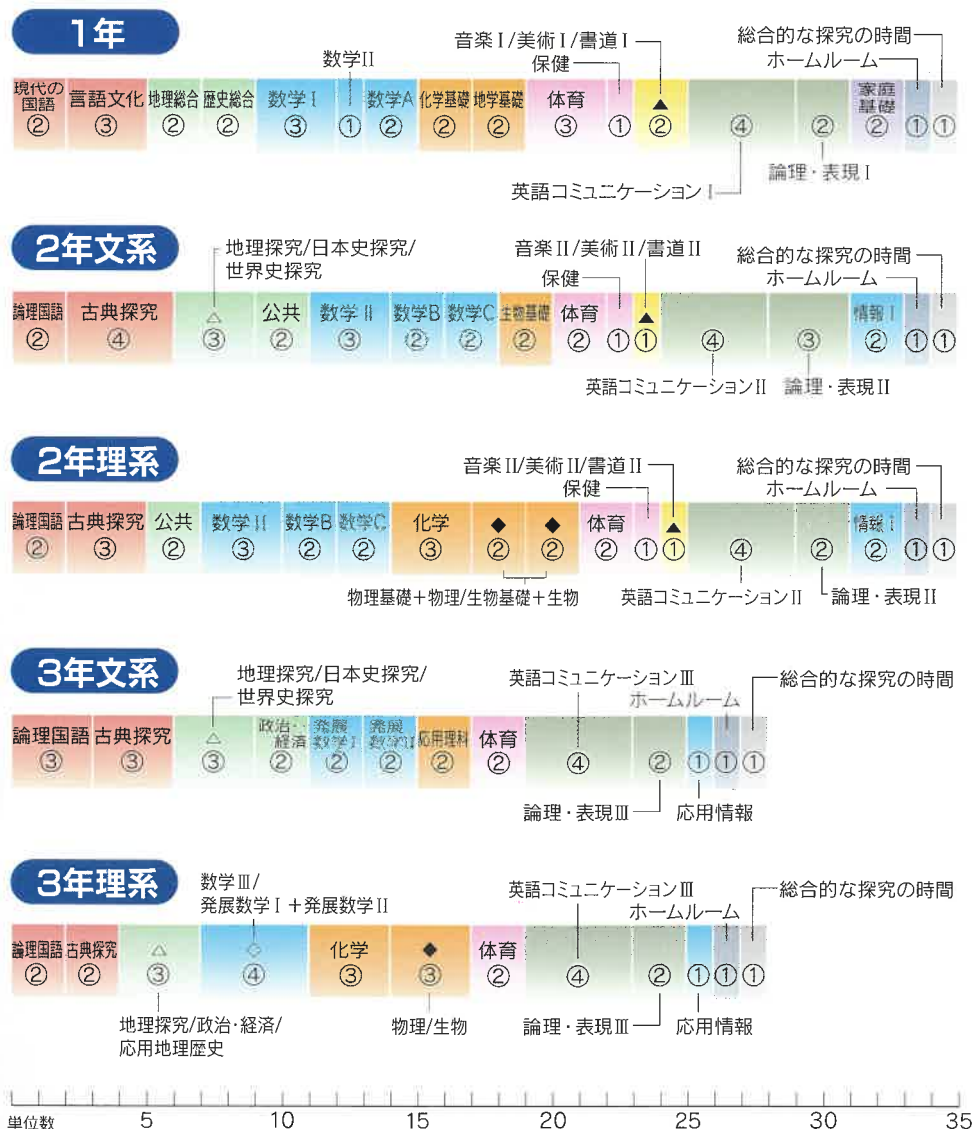 1年
音楽Ⅰ/美術Ⅰ/書道Ⅰ
総合的な探究の時間
数学Ⅱ
保健
ホームルーム
現代の
国語
②
言語文化
③
地理総合
②
歴史総合
②
数学Ⅰ
③
①
数学A
②
化学基礎
②
地学基礎
②
体育
③
①
▲
②
④
②
家庭
基礎
②
①
①
英語コミュニケーションⅠ
論理・表現Ⅰ
2年文系
地理探究/日本史探究/
世界史探究
音楽Ⅱ/美術Ⅱ/書道Ⅱ
保健
総合的な探究の時間
ホームルーム
論理国語
②
古典探究
④
△
③
公共
②
数学Ⅱ
③
数学B
②
数学C
②
生物基礎
②
体育
②
①
▲
①
④
③
情報Ⅰ
②
①
①
英語コミュニケーションⅡ
論理・表現Ⅱ
2年理系
音楽Ⅱ/美術Ⅱ/書道Ⅱ
保健
総合的な探究の時間
ホームルーム
論理国語
②
古典探究
③
公共
②
数学Ⅱ
③
数学B
②
数学C
②
化学
③
◆
②
◆
②
体育
②
①
▲
①
④
②
情報Ⅰ
②
①
①
物理基礎+物理/生物基礎+生物
英語コミュニケーションⅡ
論理・表現Ⅱ
3年文系
地理探究/日本史探究/
世界史探究
英語コミュニケーションⅢ
ホームルーム
総合的な探究の時間
論理国語
③
古典探究
③
△
③
政治・
経済
②
発展
数学Ⅰ
②
発展
数学Ⅱ
②
応用理科
②
体育
②
④
②
①
①
①
論理・表現Ⅲ
応用情報
3年理系
数学Ⅲ/
発展数学Ⅰ+発展数学Ⅱ
英語コミュニケーションⅢ
ホームルーム
総合的な探究の時間
論理国語
②
古典探究
②
△
③
◇
④
化学
③
◆
③
体育
②
④
②
①
①
①
地理探究/政治・経済/
応用地理歴史
物理/生物
論理・表現Ⅲ
応用情報
単位数 5 10 15 20 25 30 35